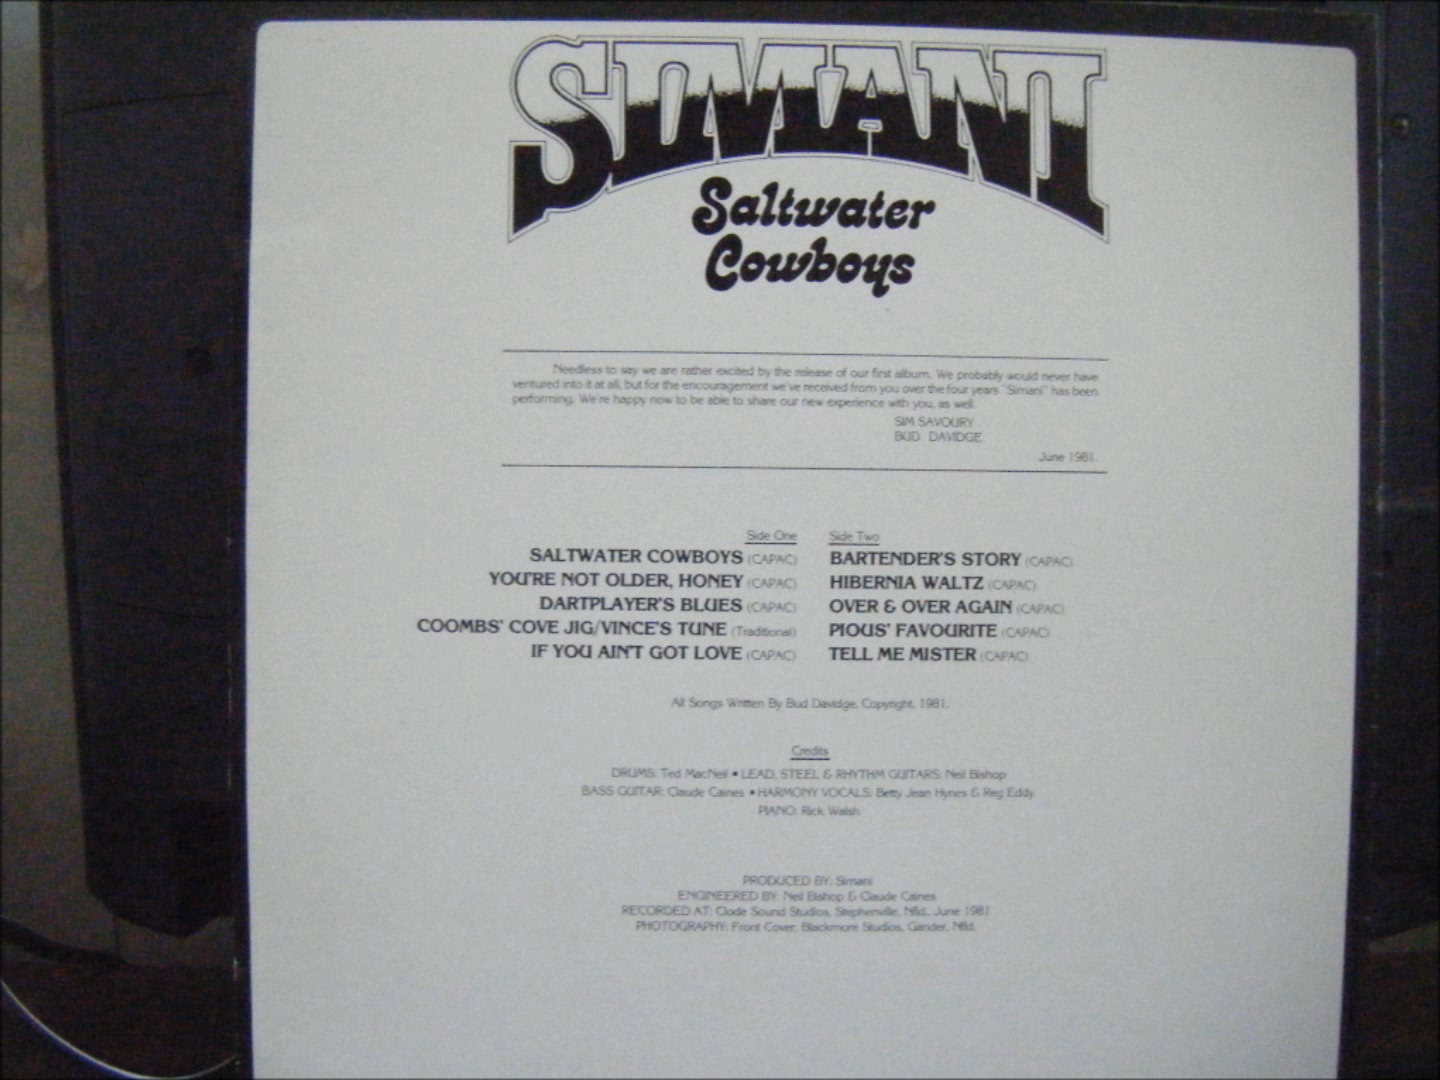 SIMANI
Saltwater
Cowboys
Needless to say we are rather excited by the release of our first album. We probably would never have
ventured into it at all, but for the encouragement we've received from you over the four years "Simani" has been
performing. We're happy now to be able to share our new experience with you, as well.
SIM SAVOURY
BUD DAVIDGE
June 1981.
Side One
SALTWATER COWBOYS (CAPAC)
YOU'RE NOT OLDER, HONEY (CAPAC)
DARTPLAYER'S BLUES (CAPAC)
COOMBS' COVE JIG/VINCE'S TUNE (Traditional)
IF YOU AIN'T GOT LOVE (CAPAC)
Side Two
BARTENDER'S STORY (CAPAC)
HIBERNIA WALTZ (CAPAC)
OVER & OVER AGAIN (CAPAC)
PIOUS' FAVOURITE (CAPAC)
TELL ME MISTER (CAPAC)
All Songs Written By Bud Davidge, Copyright, 1981.
Credits
DRUMS: Ted MacNeil • LEAD, STEEL & RHYTHM GUITARS: Neil Bishop
BASS GUITAR: Claude Caines • HARMONY VOCALS: Betty Jean Hynes & Reg Eddy
PIANO: Rick Walsh
PRODUCED BY: Simani
ENGINEERED BY: Neil Bishop & Claude Caines
RECORDED AT: Clode Sound Studios, Stephenville, Nfld., June 1981
PHOTOGRAPHY: Front Cover: Blackmore Studios, Gander, Nfld.